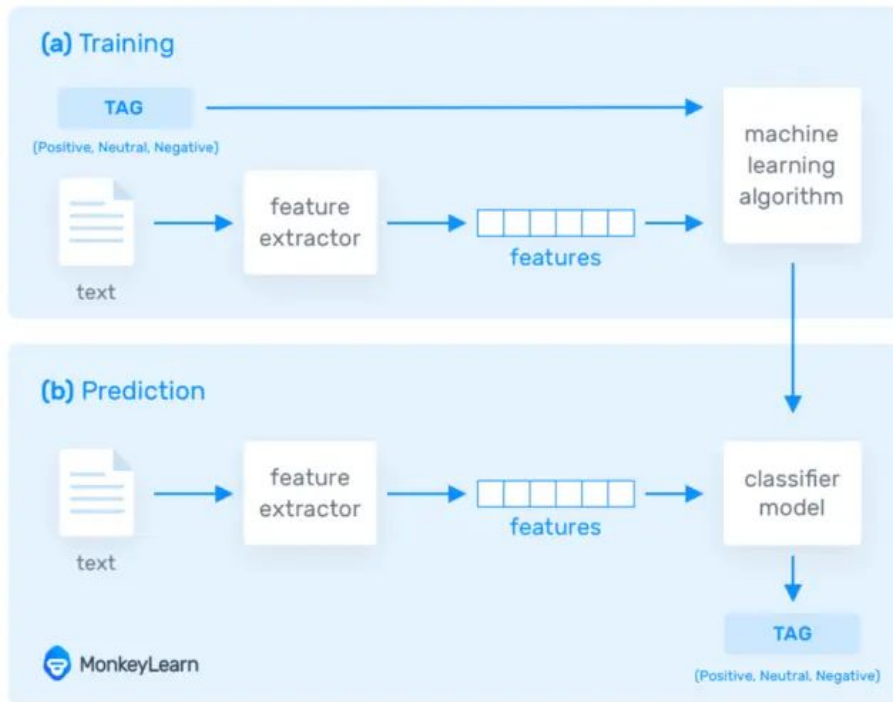 (a) Training
TAG
(Positive, Neutral, Negative)
text
feature
extractor
features
machine
learning
algorithm
(b) Prediction
text
feature
extractor
features
classifier
model
TAG
(Positive, Neutral, Negative)
MonkeyLearn